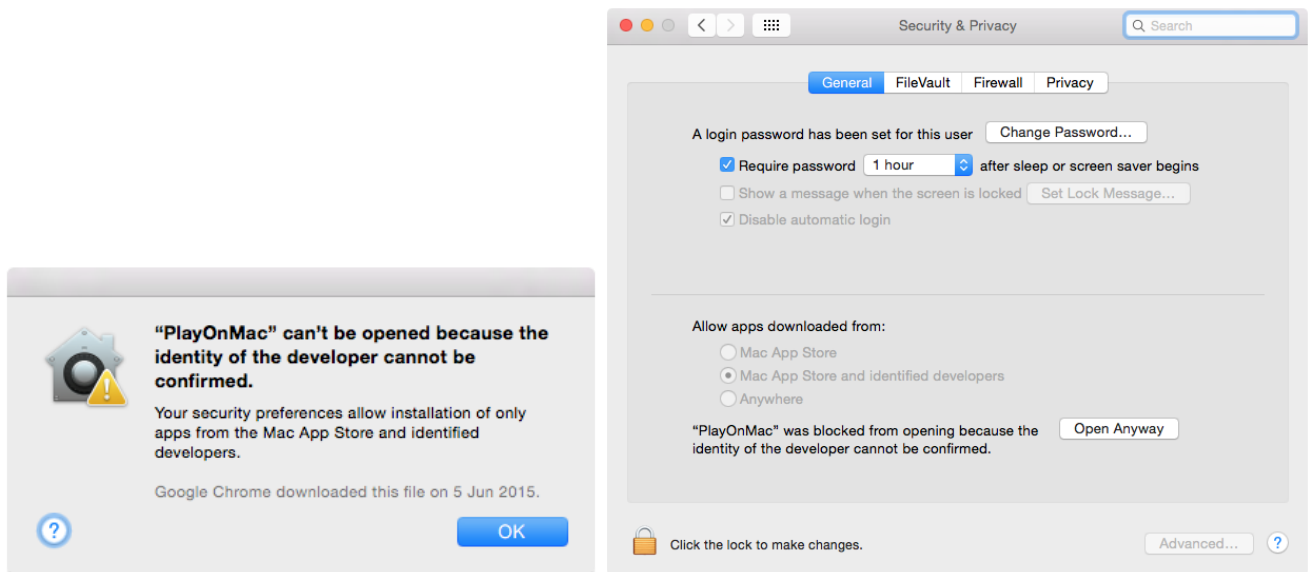 “PlayOnMac” can’t be opened because the
identity of the developer cannot be
confirmed.
Your security preferences allow installation of only
apps from the Mac App Store and identified
developers.
Google Chrome downloaded this file on 5 Jun 2015.
?
OK
Security & Privacy
Search
General FileVault Firewall Privacy
A login password has been set for this user Change Password...
Require password 1 hour after sleep or screen saver begins
Show a message when the screen is locked Set Lock Message...
Disable automatic login
Allow apps downloaded from:
Mac App Store
Mac App Store and identified developers
Anywhere
“PlayOnMac” was blocked from opening because the Open Anyway
identity of the developer cannot be confirmed.
Click the lock to make changes. Advanced... ?